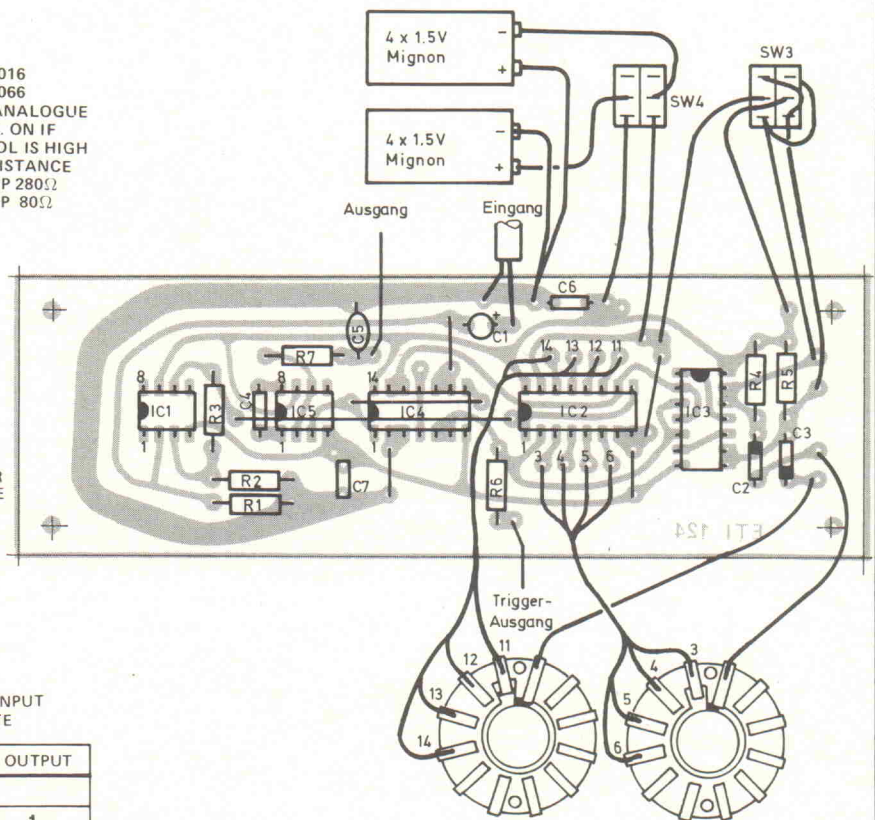 016
066
ANALOGUE
. ON IF
OL IS HIGH
ISTANCE
P 280Ω
P 80Ω
4 x 1.5V
Mignon
−
+
4 x 1.5V
Mignon
−
+
SW4
SW3
Ausgang
Eingang
C6
C5
+
C1
R7
14
13
12
11
8
IC1
1
R3
C4
8
IC5
1
14
IC4
1
IC2
1
IC3
R4
R5
C3
C2
R2
R1
C7
R6
3
4
5
6
ETI 124
Trigger-
Ausgang
11
12
13
14
3
4
5
6
NPUT
TE
OUTPUT
1